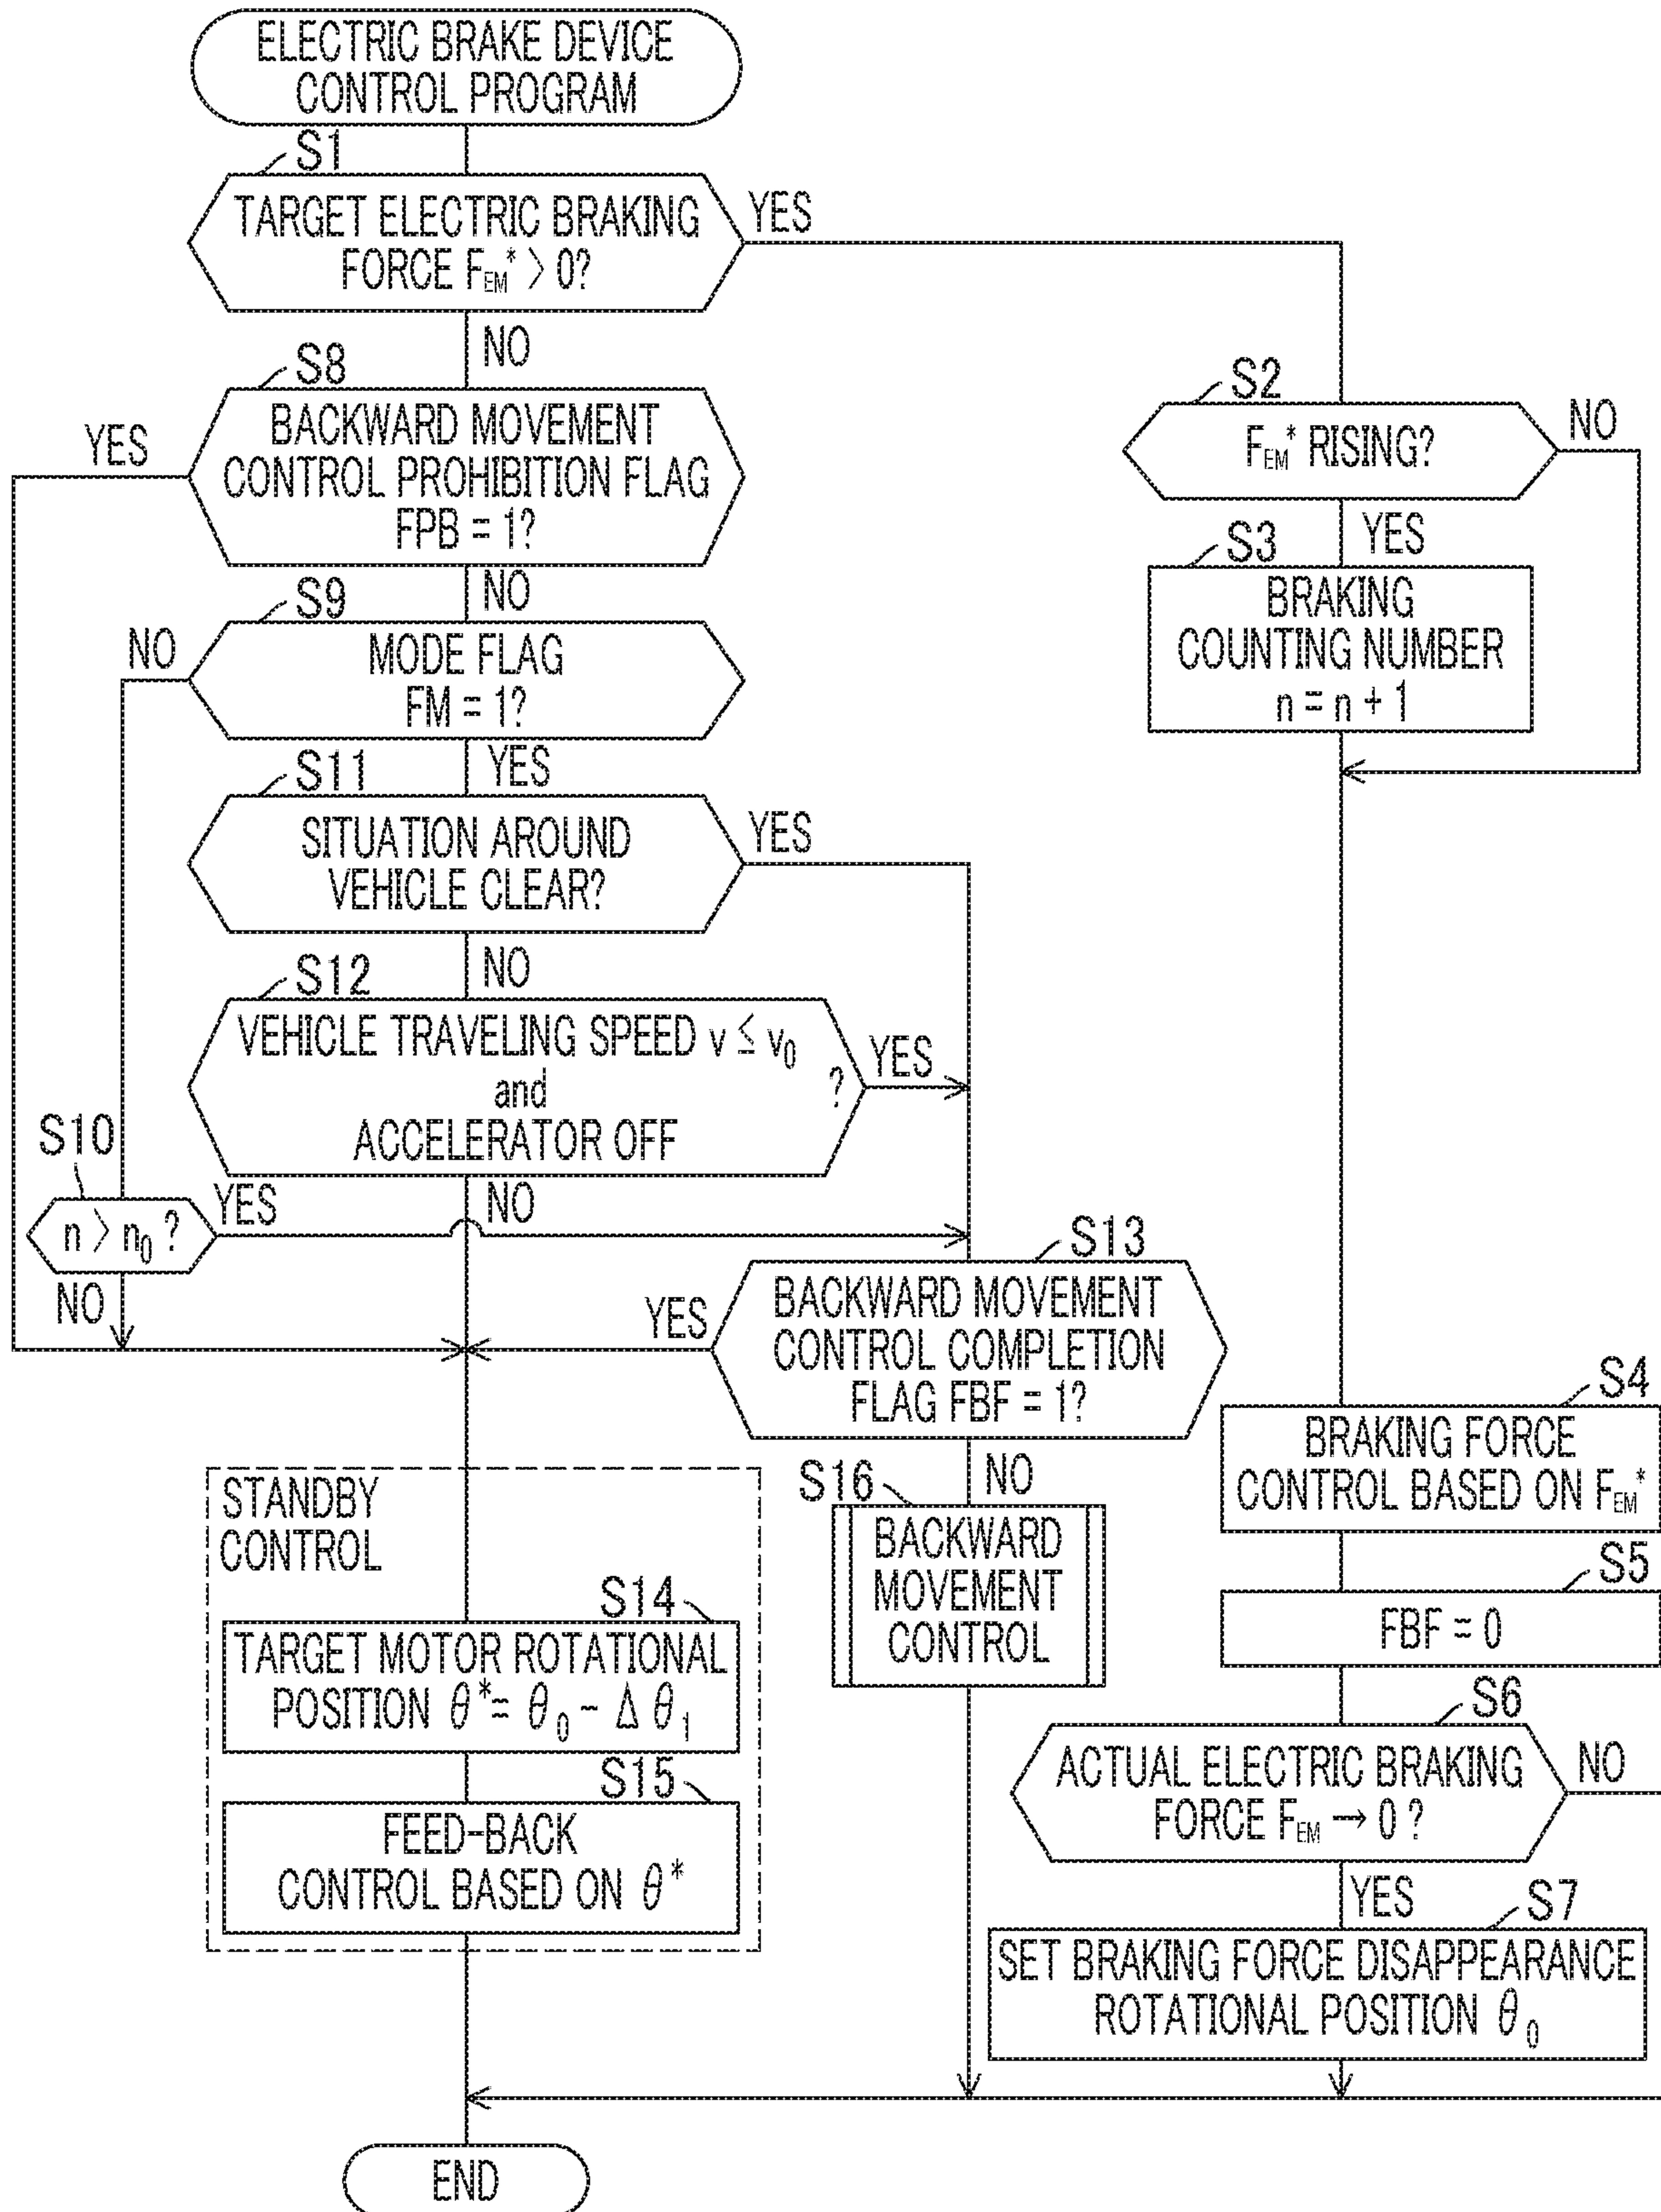 ELECTRIC BRAKE DEVICE
CONTROL PROGRAM
S1
TARGET ELECTRIC BRAKING
FORCE F_EM* > 0?
YES
NO
S8
BACKWARD MOVEMENT
CONTROL PROHIBITION FLAG
FPB = 1?
YES
NO
S9
MODE FLAG
FM = 1?
NO
YES
S11
SITUATION AROUND
VEHICLE CLEAR?
YES
NO
S12
VEHICLE TRAVELING SPEED v ≦ v₀
and
?
ACCELERATOR OFF
YES
NO
S10
n > n₀ ?
YES
NO
S13
BACKWARD MOVEMENT
CONTROL COMPLETION
FLAG FBF = 1?
YES
NO
S16
BACKWARD
MOVEMENT
CONTROL
STANDBY
CONTROL
S14
TARGET MOTOR ROTATIONAL
POSITION θ* = θ₀ - Δθ₁
S15
FEED-BACK
CONTROL BASED ON θ*
S2
F_EM* RISING?
NO
YES
S3
BRAKING
COUNTING NUMBER
n = n + 1
S4
BRAKING FORCE
CONTROL BASED ON F_EM*
S5
FBF = 0
S6
ACTUAL ELECTRIC BRAKING
FORCE F_EM → 0 ?
NO
YES
S7
SET BRAKING FORCE DISAPPEARANCE
ROTATIONAL POSITION θ₀
END